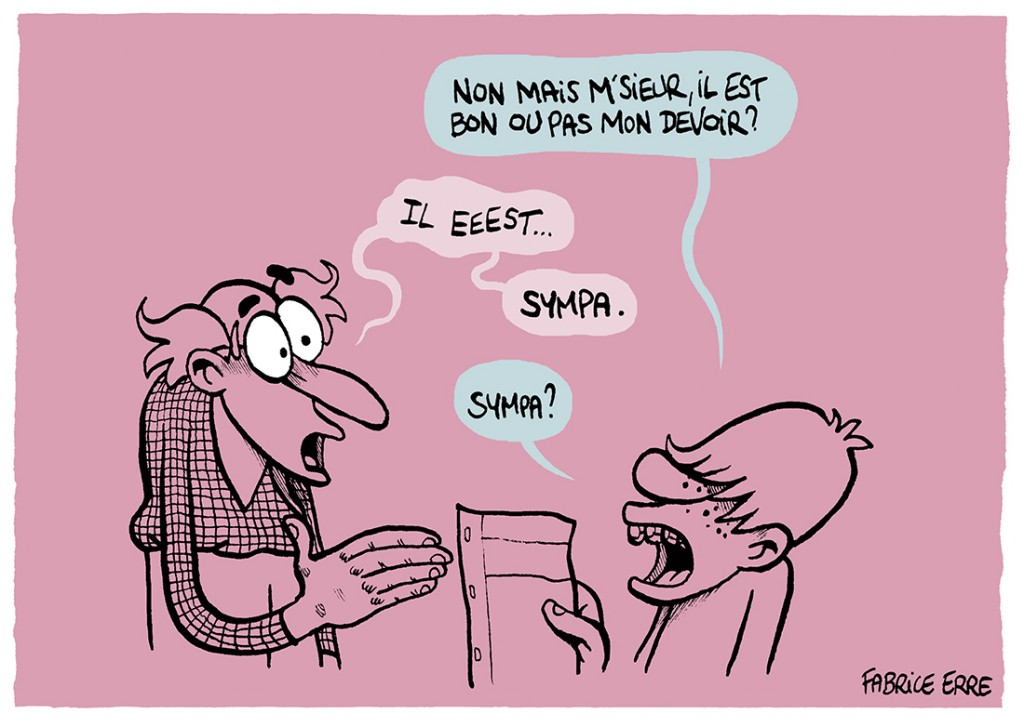 NON MAIS M'SIEUR, IL EST
BON OU PAS MON DEVOIR?
IL EEEST...
SYMPA.
SYMPA?
FABRICE ERRE